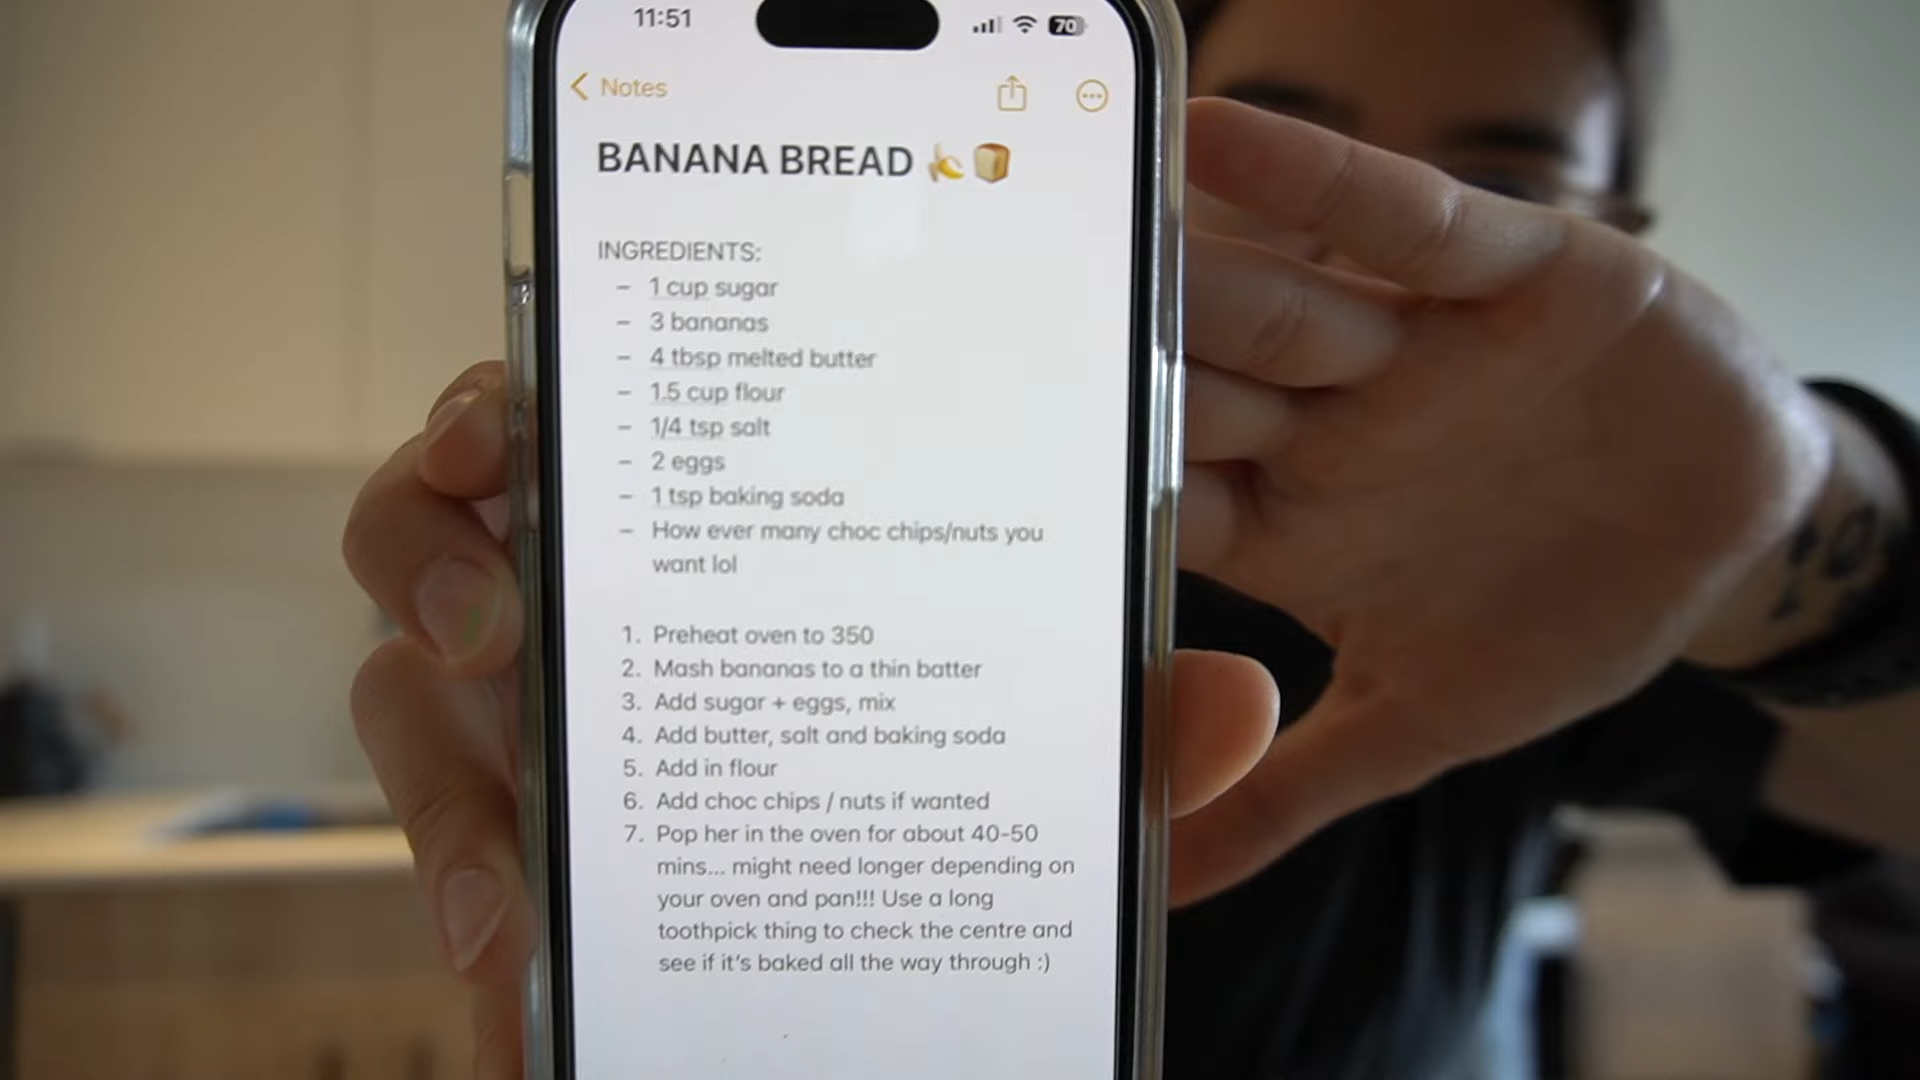 11:51
70
Notes
BANANA BREAD 🍌🍞
INGREDIENTS:
– 1 cup sugar
– 3 bananas
– 4 tbsp melted butter
– 1.5 cup flour
– 1/4 tsp salt
– 2 eggs
– 1 tsp baking soda
– How ever many choc chips/nuts you
want lol
1. Preheat oven to 350
2. Mash bananas to a thin batter
3. Add sugar + eggs, mix
4. Add butter, salt and baking soda
5. Add in flour
6. Add choc chips / nuts if wanted
7. Pop her in the oven for about 40-50
mins... might need longer depending on
your oven and pan!!! Use a long
toothpick thing to check the centre and
see if it's baked all the way through :)